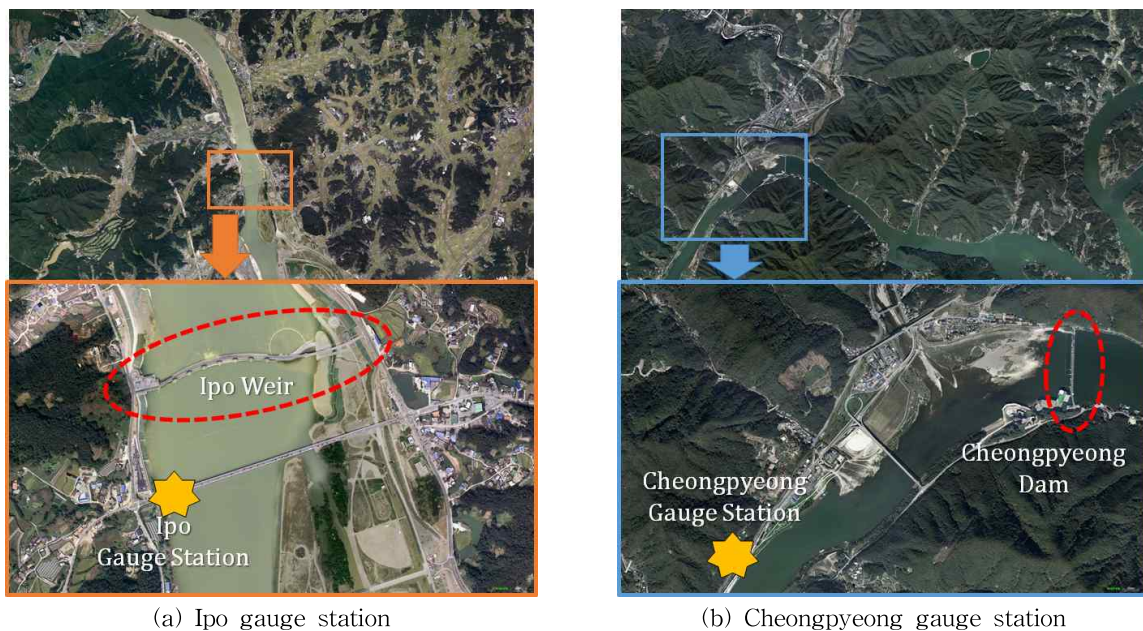 Ipo Weir
Ipo
Gauge Station
Cheongpyeong
Gauge Station
Cheongpyeong
Dam
(a) Ipo gauge station
(b) Cheongpyeong gauge station